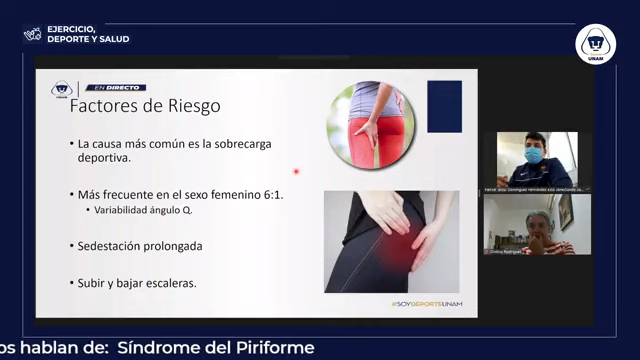 EJERCICIO,
DEPORTE Y SALUD
UNAM
UNAM
EN DIRECTO
Factores de Riesgo
• La causa más común es la sobrecarga
deportiva.
• Más frecuente en el sexo femenino 6:1.
• Variabilidad ángulo Q.
• Sedestación prolongada
• Subir y bajar escaleras.
#SOYDEPORTEUNAM
os hablan de: Síndrome del Piriforme